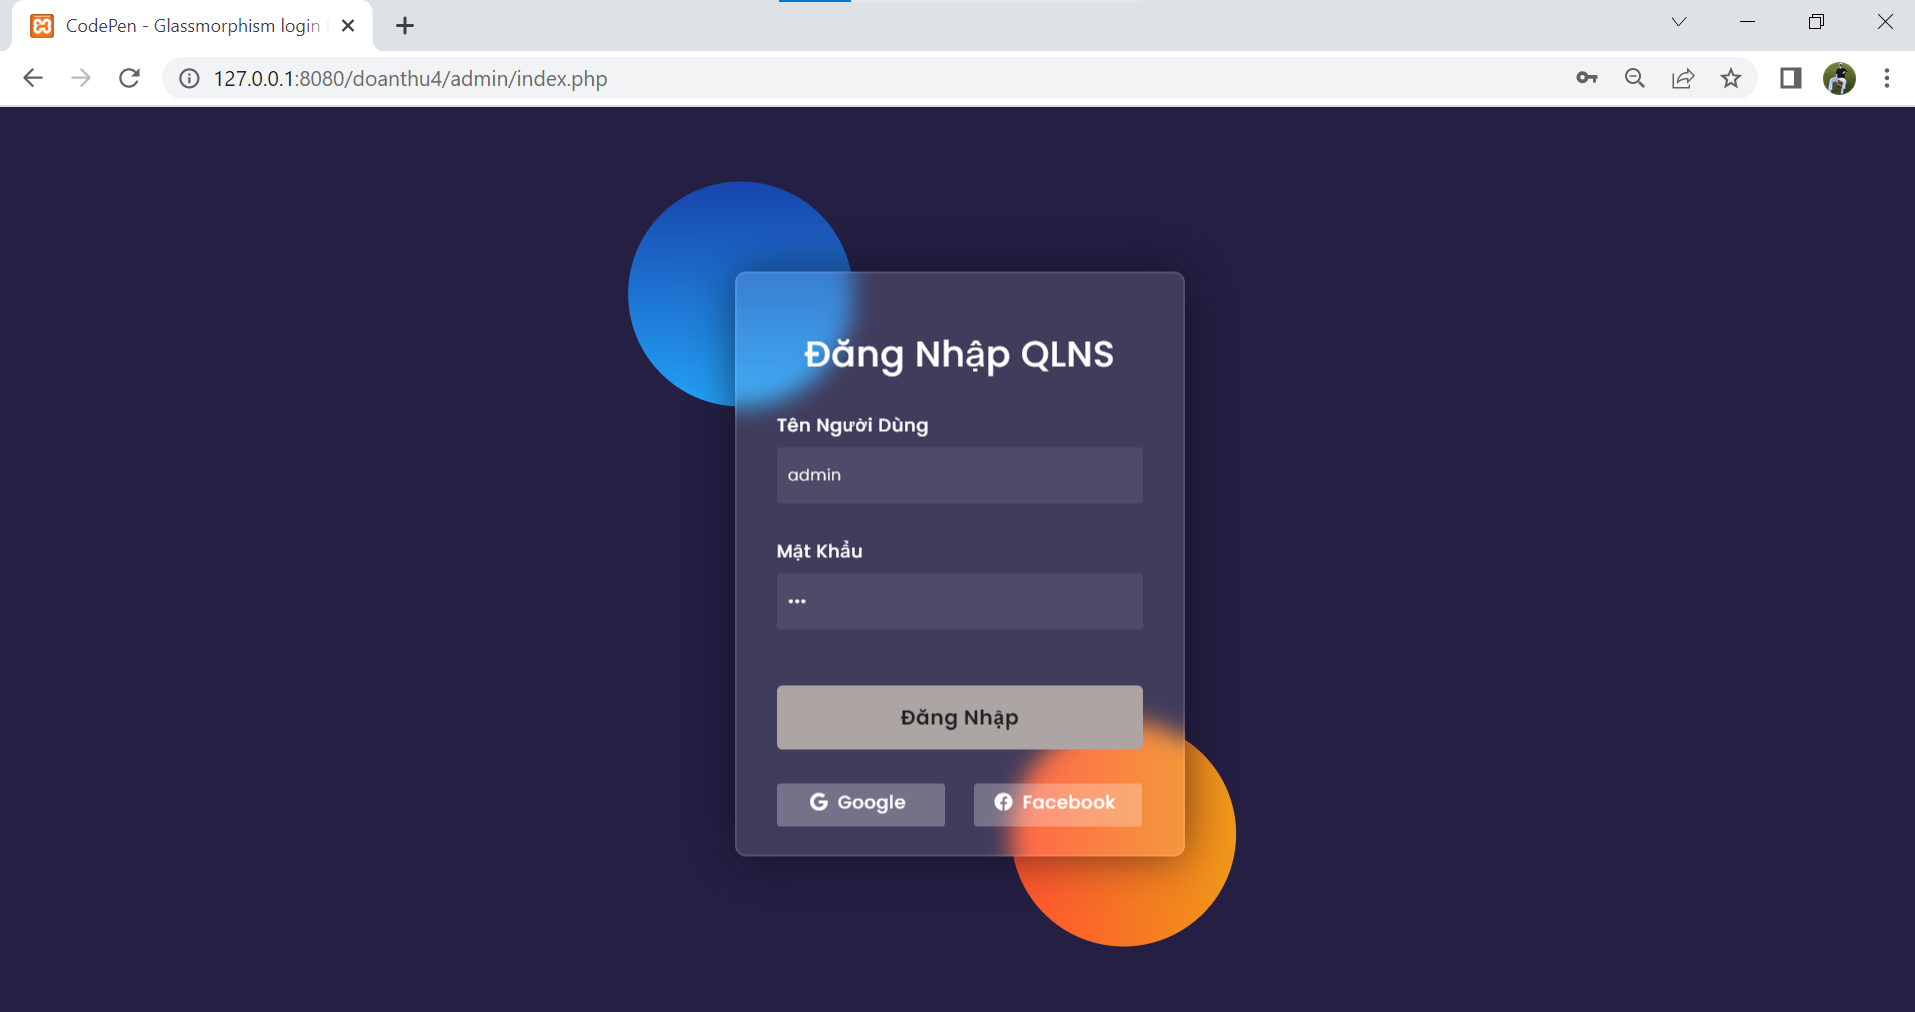 CodePen - Glassmorphism login
127.0.0.1:8080/doanthu4/admin/index.php
Đăng Nhập QLNS
Tên Người Dùng
admin
Mật Khẩu
•••
Đăng Nhập
Google
Facebook